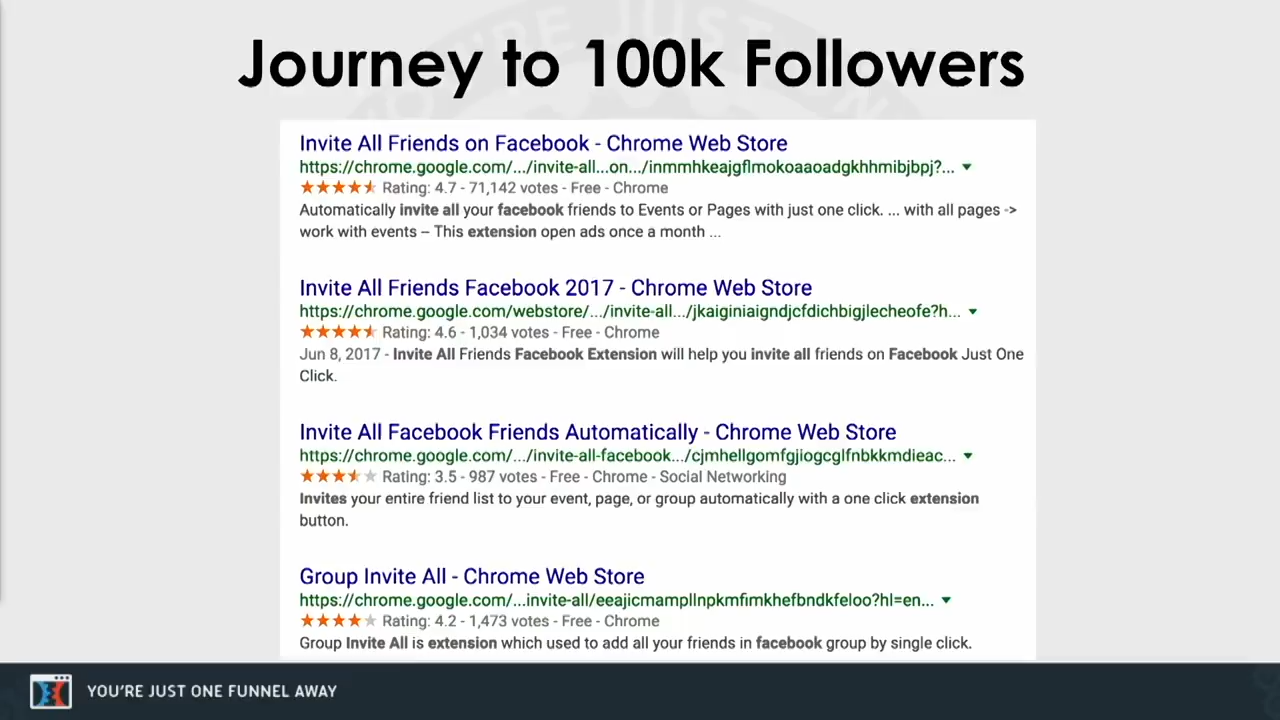 Journey to 100k Followers
Invite All Friends on Facebook - Chrome Web Store
https://chrome.google.com/.../invite-all...on.../inmmhkeajgflmokoaaoadgkhhmibjbpj?...
Rating: 4.7 - 71,142 votes - Free - Chrome
Automatically invite all your facebook friends to Events or Pages with just one click. ... with all pages ->
work with events – This extension open ads once a month ...
Invite All Friends Facebook 2017 - Chrome Web Store
https://chrome.google.com/webstore/.../invite-all.../jkaiginiaigndjcfdichbigjlecheofe?h...
Rating: 4.6 - 1,034 votes - Free - Chrome
Jun 8, 2017 - Invite All Friends Facebook Extension will help you invite all friends on Facebook Just One
Click.
Invite All Facebook Friends Automatically - Chrome Web Store
https://chrome.google.com/.../invite-all-facebook.../cjmhellgomfgjiogcglfnbkkmdieac...
Rating: 3.5 - 987 votes - Free - Chrome - Social Networking
Invites your entire friend list to your event, page, or group automatically with a one click extension
button.
Group Invite All - Chrome Web Store
https://chrome.google.com/...invite-all/eeajicmampllnpkmfimkhefbndkfeloo?hl=en...
Rating: 4.2 - 1,473 votes - Free - Chrome
Group Invite All is extension which used to add all your friends in facebook group by single click.
YOU'RE JUST ONE FUNNEL AWAY